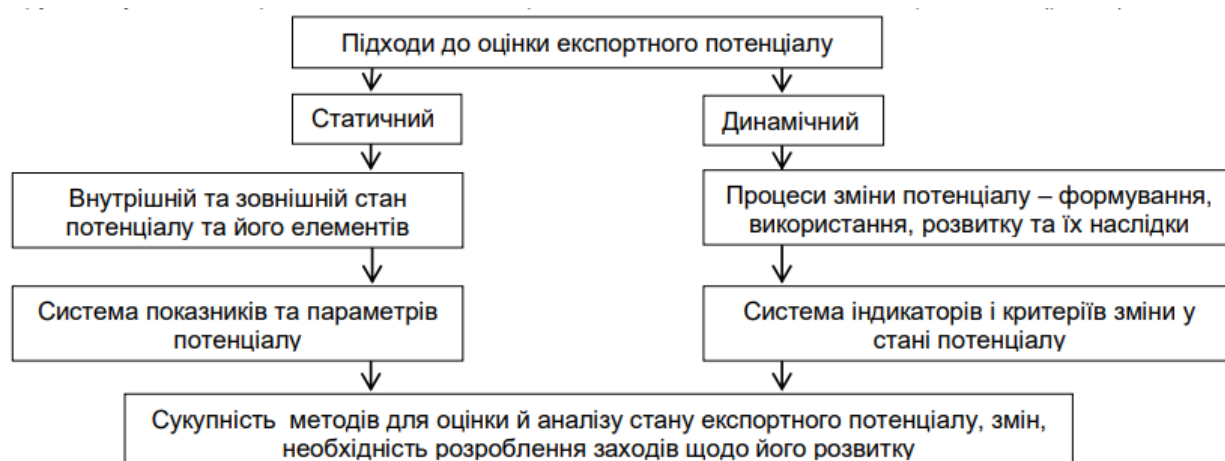 Підходи до оцінки експортного потенціалу
Статичний
Динамічний
Внутрішній та зовнішній стан
потенціалу та його елементів
Процеси зміни потенціалу – формування,
використання, розвитку та їх наслідки
Система показників та параметрів
потенціалу
Система індикаторів і критеріїв зміни у
стані потенціалу
Сукупність методів для оцінки й аналізу стану експортного потенціалу, змін,
необхідність розроблення заходів щодо його розвитку